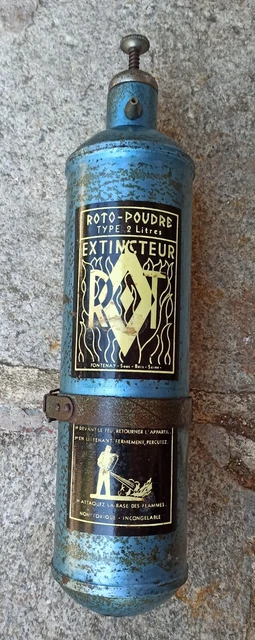 ROTO-POUDRE
TYPE. 2 Litres
EXTINCTEUR
ROT
FONTENAY-Sous-Bois-Seine-
DEVANT LE FEU, RETOURNER L'APPAREIL
EN LE TENANT, FERMEMENT, PERCUTEZ.
ATTAQUEZ LA BASE DES FLAMMES.
NON TOXIQUE - INCONGELABLE